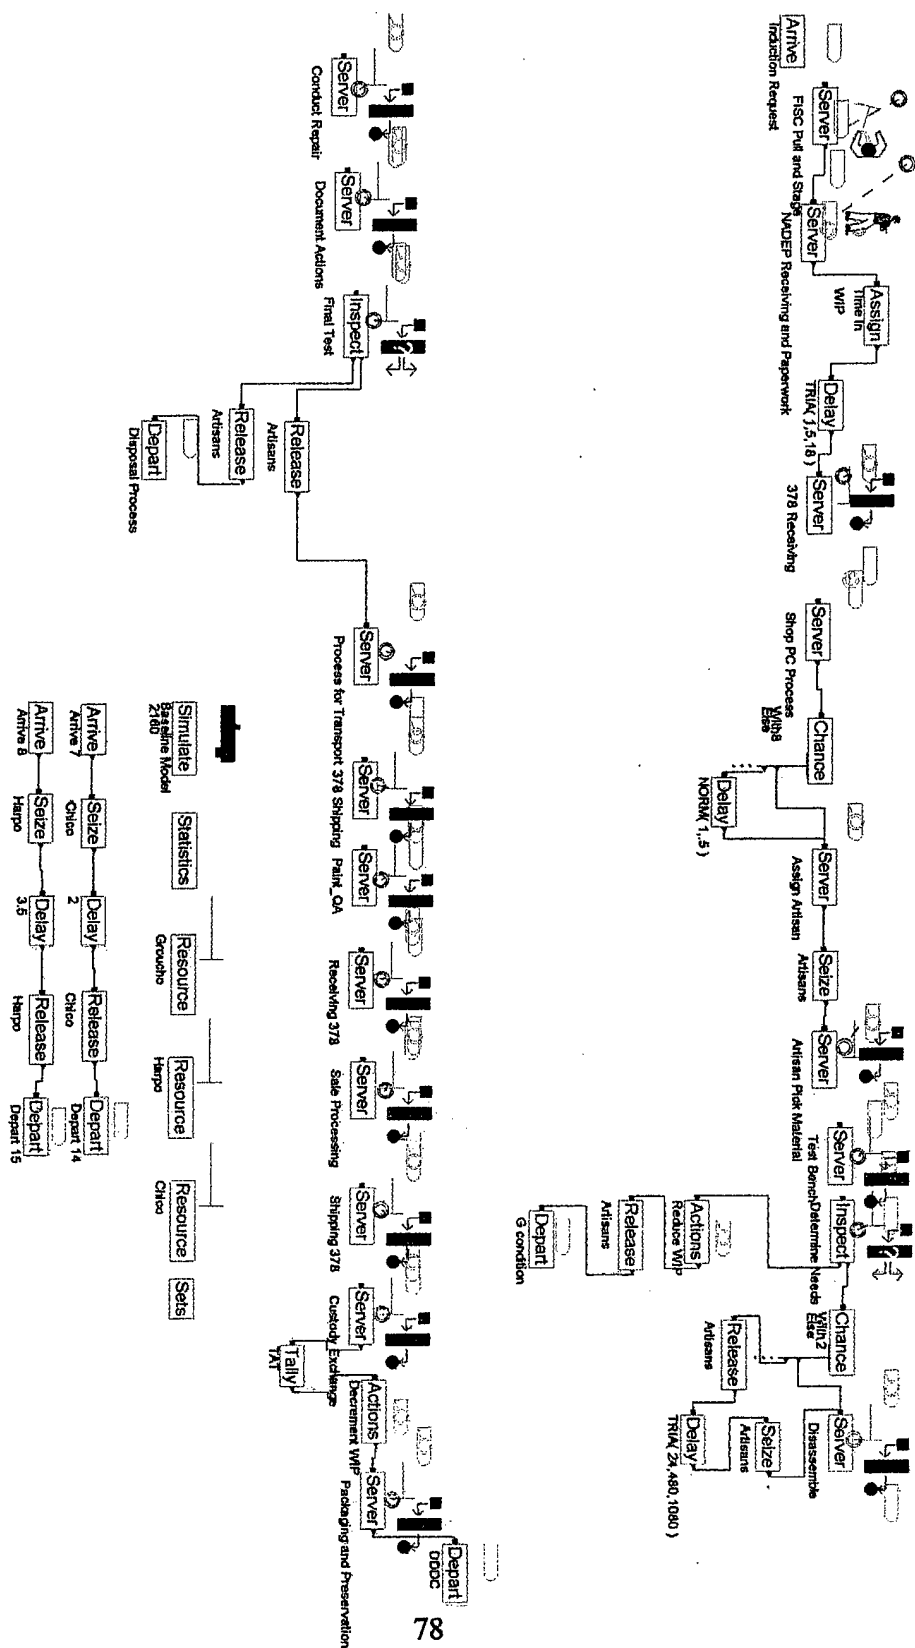 Arrive
Induction Request
Server
FISC Pull and Stage
Server
NADEP Receiving and Paperwork
Assign
Time In
WIP
Delay
TRIA( 1,5,18 )
Server
378 Receiving
Server
Shop PC Process
Chance
With8
Else
Delay
NORM( 1,.5 )
Server
Assign Artisan
Seize
Artisans
Server
Artisan Pick Material
Server
Test Bench
Inspect
Determine Needs
Actions
Reduce WIP
Release
Artisans
Depart
G condition
Chance
With2
Else
Release
Artisans
Delay
TRIA( 24,480,1080 )
Seize
Artisans
Server
Disassemble
Server
Conduct Repair
Server
Document Actions
Inspect
Final Test
Release
Artisans
Depart
Disposal Process
Release
Artisans
Server
Process for Transport
Server
378 Shipping
Server
Paint_QA
Server
Receiving 378
Server
Sale Processing
Server
Shipping 378
Server
Custody Exchange
Tally
TAT
Actions
Decrement WIP
Server
Packaging and Preservation
Depart
DDDC
Simulate
Baseline Model
2160
Statistics
Resource
Groucho
Resource
Harpo
Resource
Chico
Sets
Arrive
Arrive 7
Seize
Chico
Delay
2
Release
Chico
Depart
Depart 14
Arrive
Arrive 8
Seize
Harpo
Delay
3.5
Release
Harpo
Depart
Depart 15
78